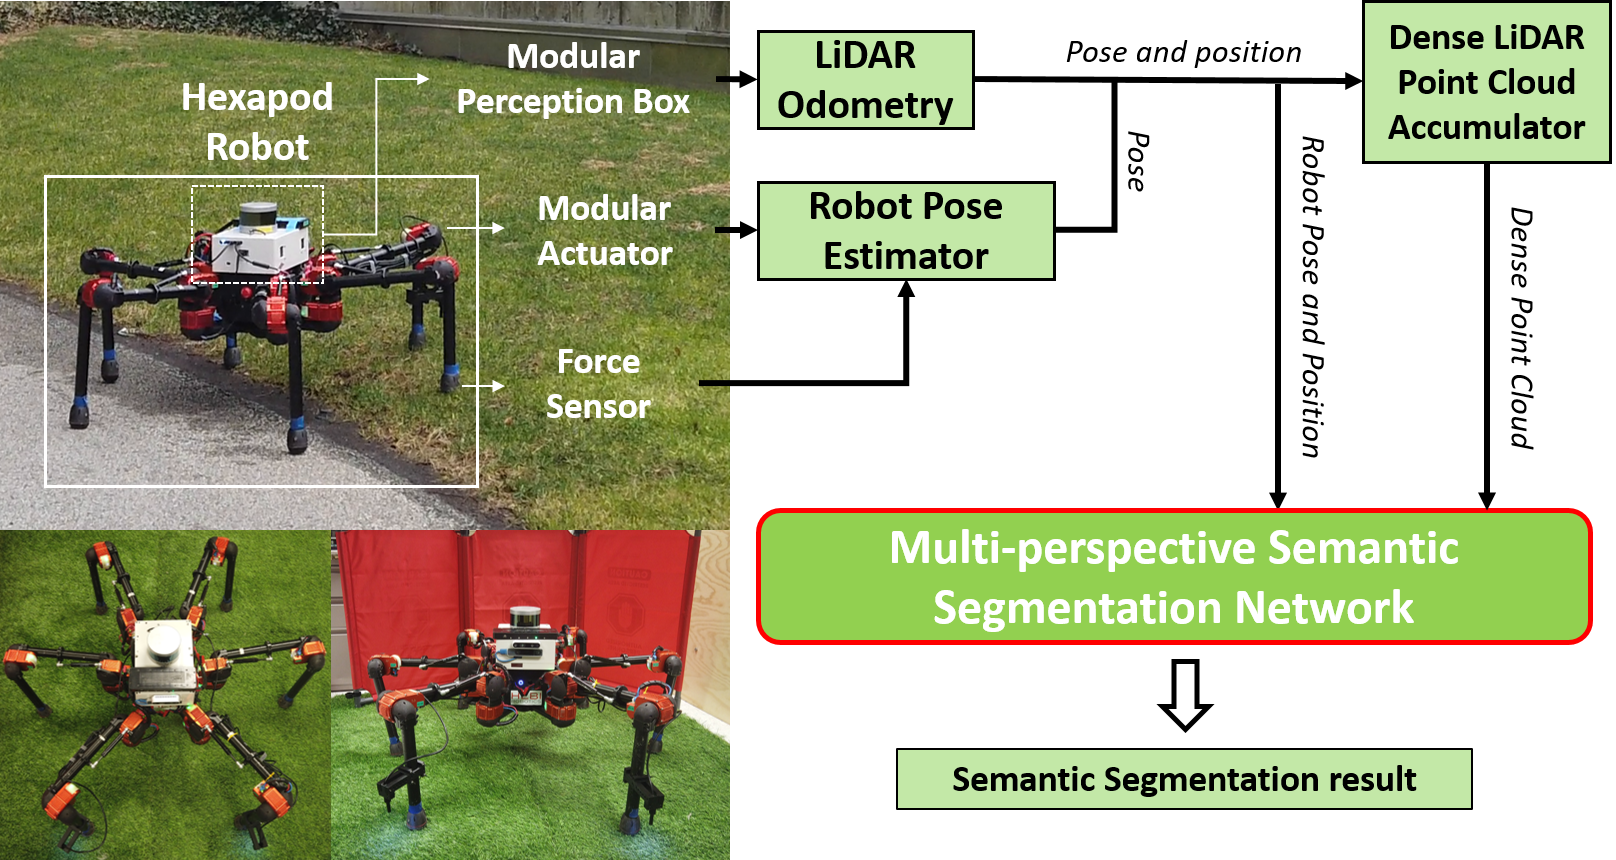 Hexapod
Robot
Modular
Perception Box
Modular
Actuator
Force
Sensor
LiDAR
Odometry
Pose and position
Dense LiDAR
Point Cloud
Accumulator
Robot Pose
Estimator
Pose
Robot Pose and Position
Dense Point Cloud
Multi-perspective Semantic
Segmentation Network
Semantic Segmentation result